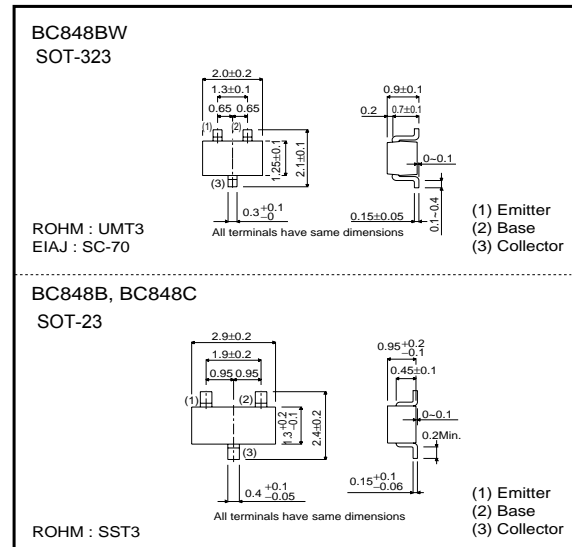 BC848BW
SOT-323
2.0±0.2
1.3±0.1
0.65 0.65
(1) (2)
(3)
1.25±0.1
2.1±0.1
0.3 +0.1 −0
All terminals have same dimensions
0.9±0.1
0.2 0.7±0.1
0~0.1
0.15±0.05
0.1~0.4
ROHM : UMT3
EIAJ : SC-70
(1) Emitter
(2) Base
(3) Collector
BC848B, BC848C
SOT-23
2.9±0.2
1.9±0.2
0.95 0.95
(1) (2)
(3)
1.3 +0.2 −0.1
2.4±0.2
0.4 +0.1 −0.05
All terminals have same dimensions
0.95 +0.2 −0.1
0.45±0.1
0~0.1
0.2Min.
0.15 +0.1 −0.06
ROHM : SST3
(1) Emitter
(2) Base
(3) Collector